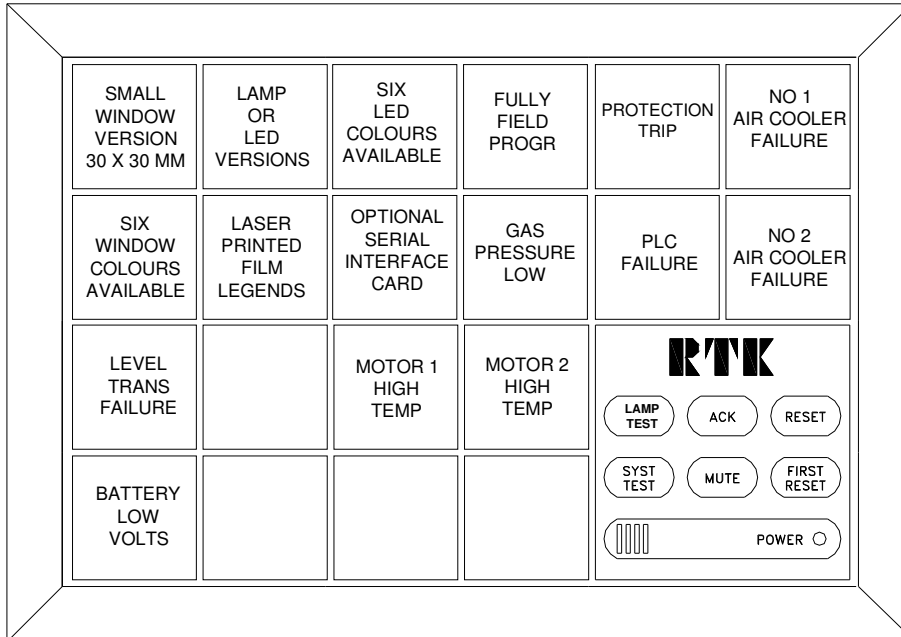 SMALL
WINDOW
VERSION
30 X 30 MM
LAMP
OR
LED
VERSIONS
SIX
LED
COLOURS
AVAILABLE
FULLY
FIELD
PROGR
PROTECTION
TRIP
NO 1
AIR COOLER
FAILURE
SIX
WINDOW
COLOURS
AVAILABLE
LASER
PRINTED
FILM
LEGENDS
OPTIONAL
SERIAL
INTERFACE
CARD
GAS
PRESSURE
LOW
PLC
FAILURE
NO 2
AIR COOLER
FAILURE
LEVEL
TRANS
FAILURE
MOTOR 1
HIGH
TEMP
MOTOR 2
HIGH
TEMP
RTK
LAMP
TEST
ACK
RESET
SYST
TEST
MUTE
FIRST
RESET
POWER
BATTERY
LOW
VOLTS